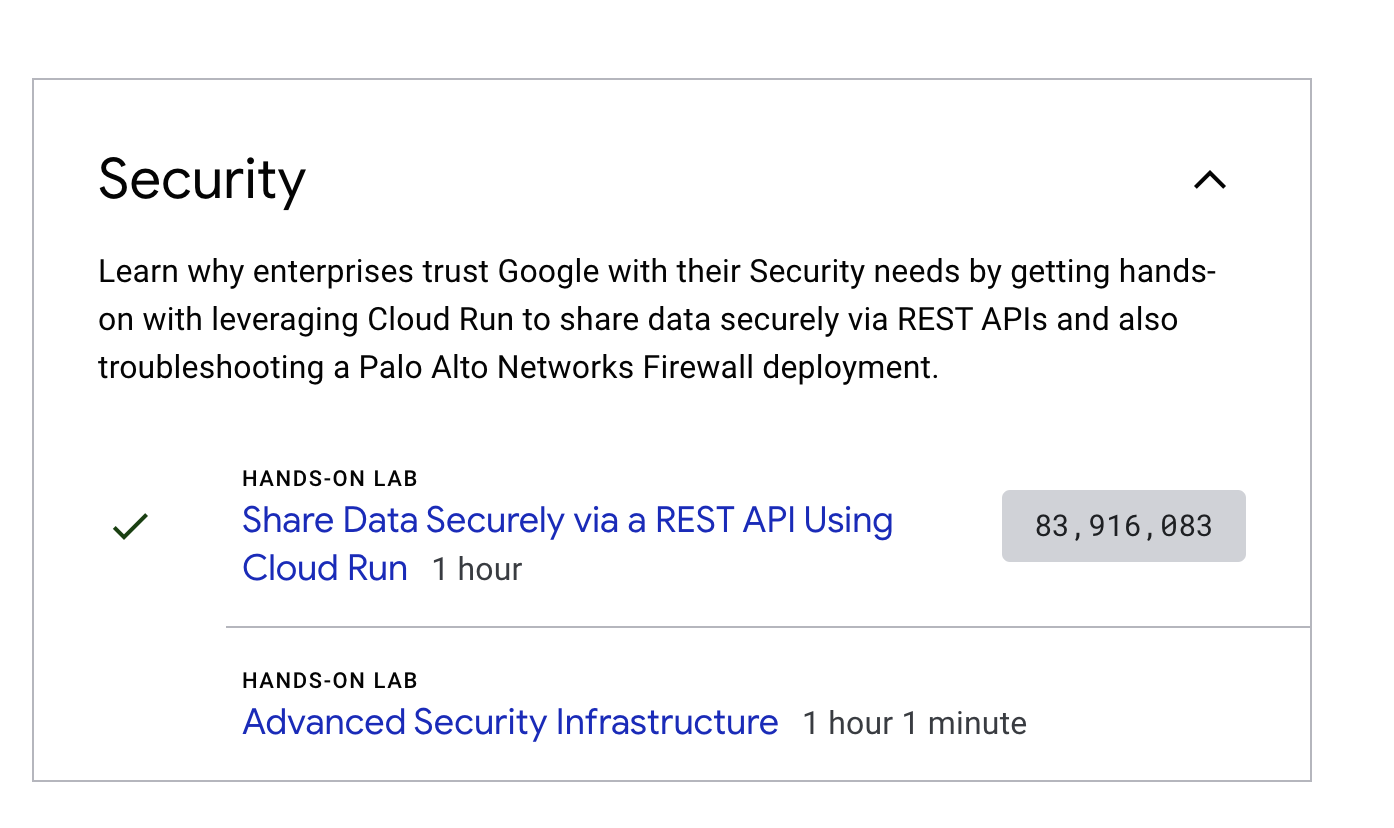 Security
Learn why enterprises trust Google with their Security needs by getting hands-
on with leveraging Cloud Run to share data securely via REST APIs and also
troubleshooting a Palo Alto Networks Firewall deployment.
HANDS-ON LAB
Share Data Securely via a REST API Using
Cloud Run 1 hour
83,916,083
HANDS-ON LAB
Advanced Security Infrastructure 1 hour 1 minute